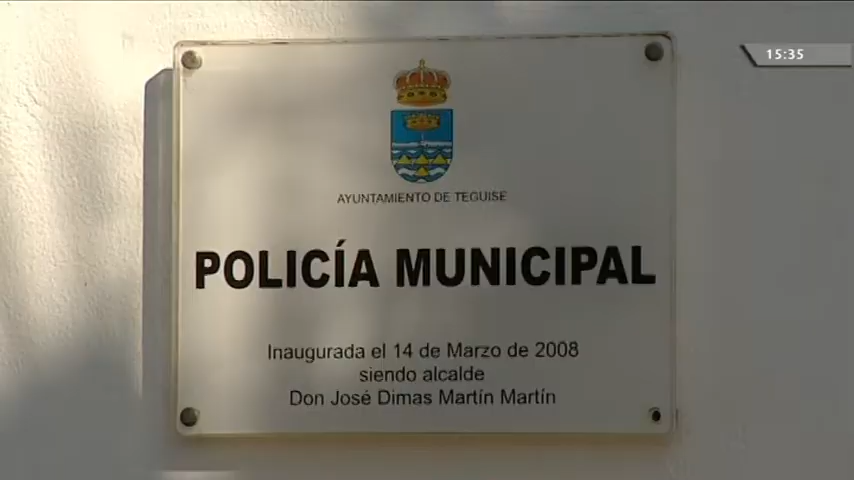 15:35
AYUNTAMIENTO DE TEGUISE
POLICÍA MUNICIPAL
Inaugurada el 14 de Marzo de 2008
siendo alcalde
Don José Dimas Martín Martín